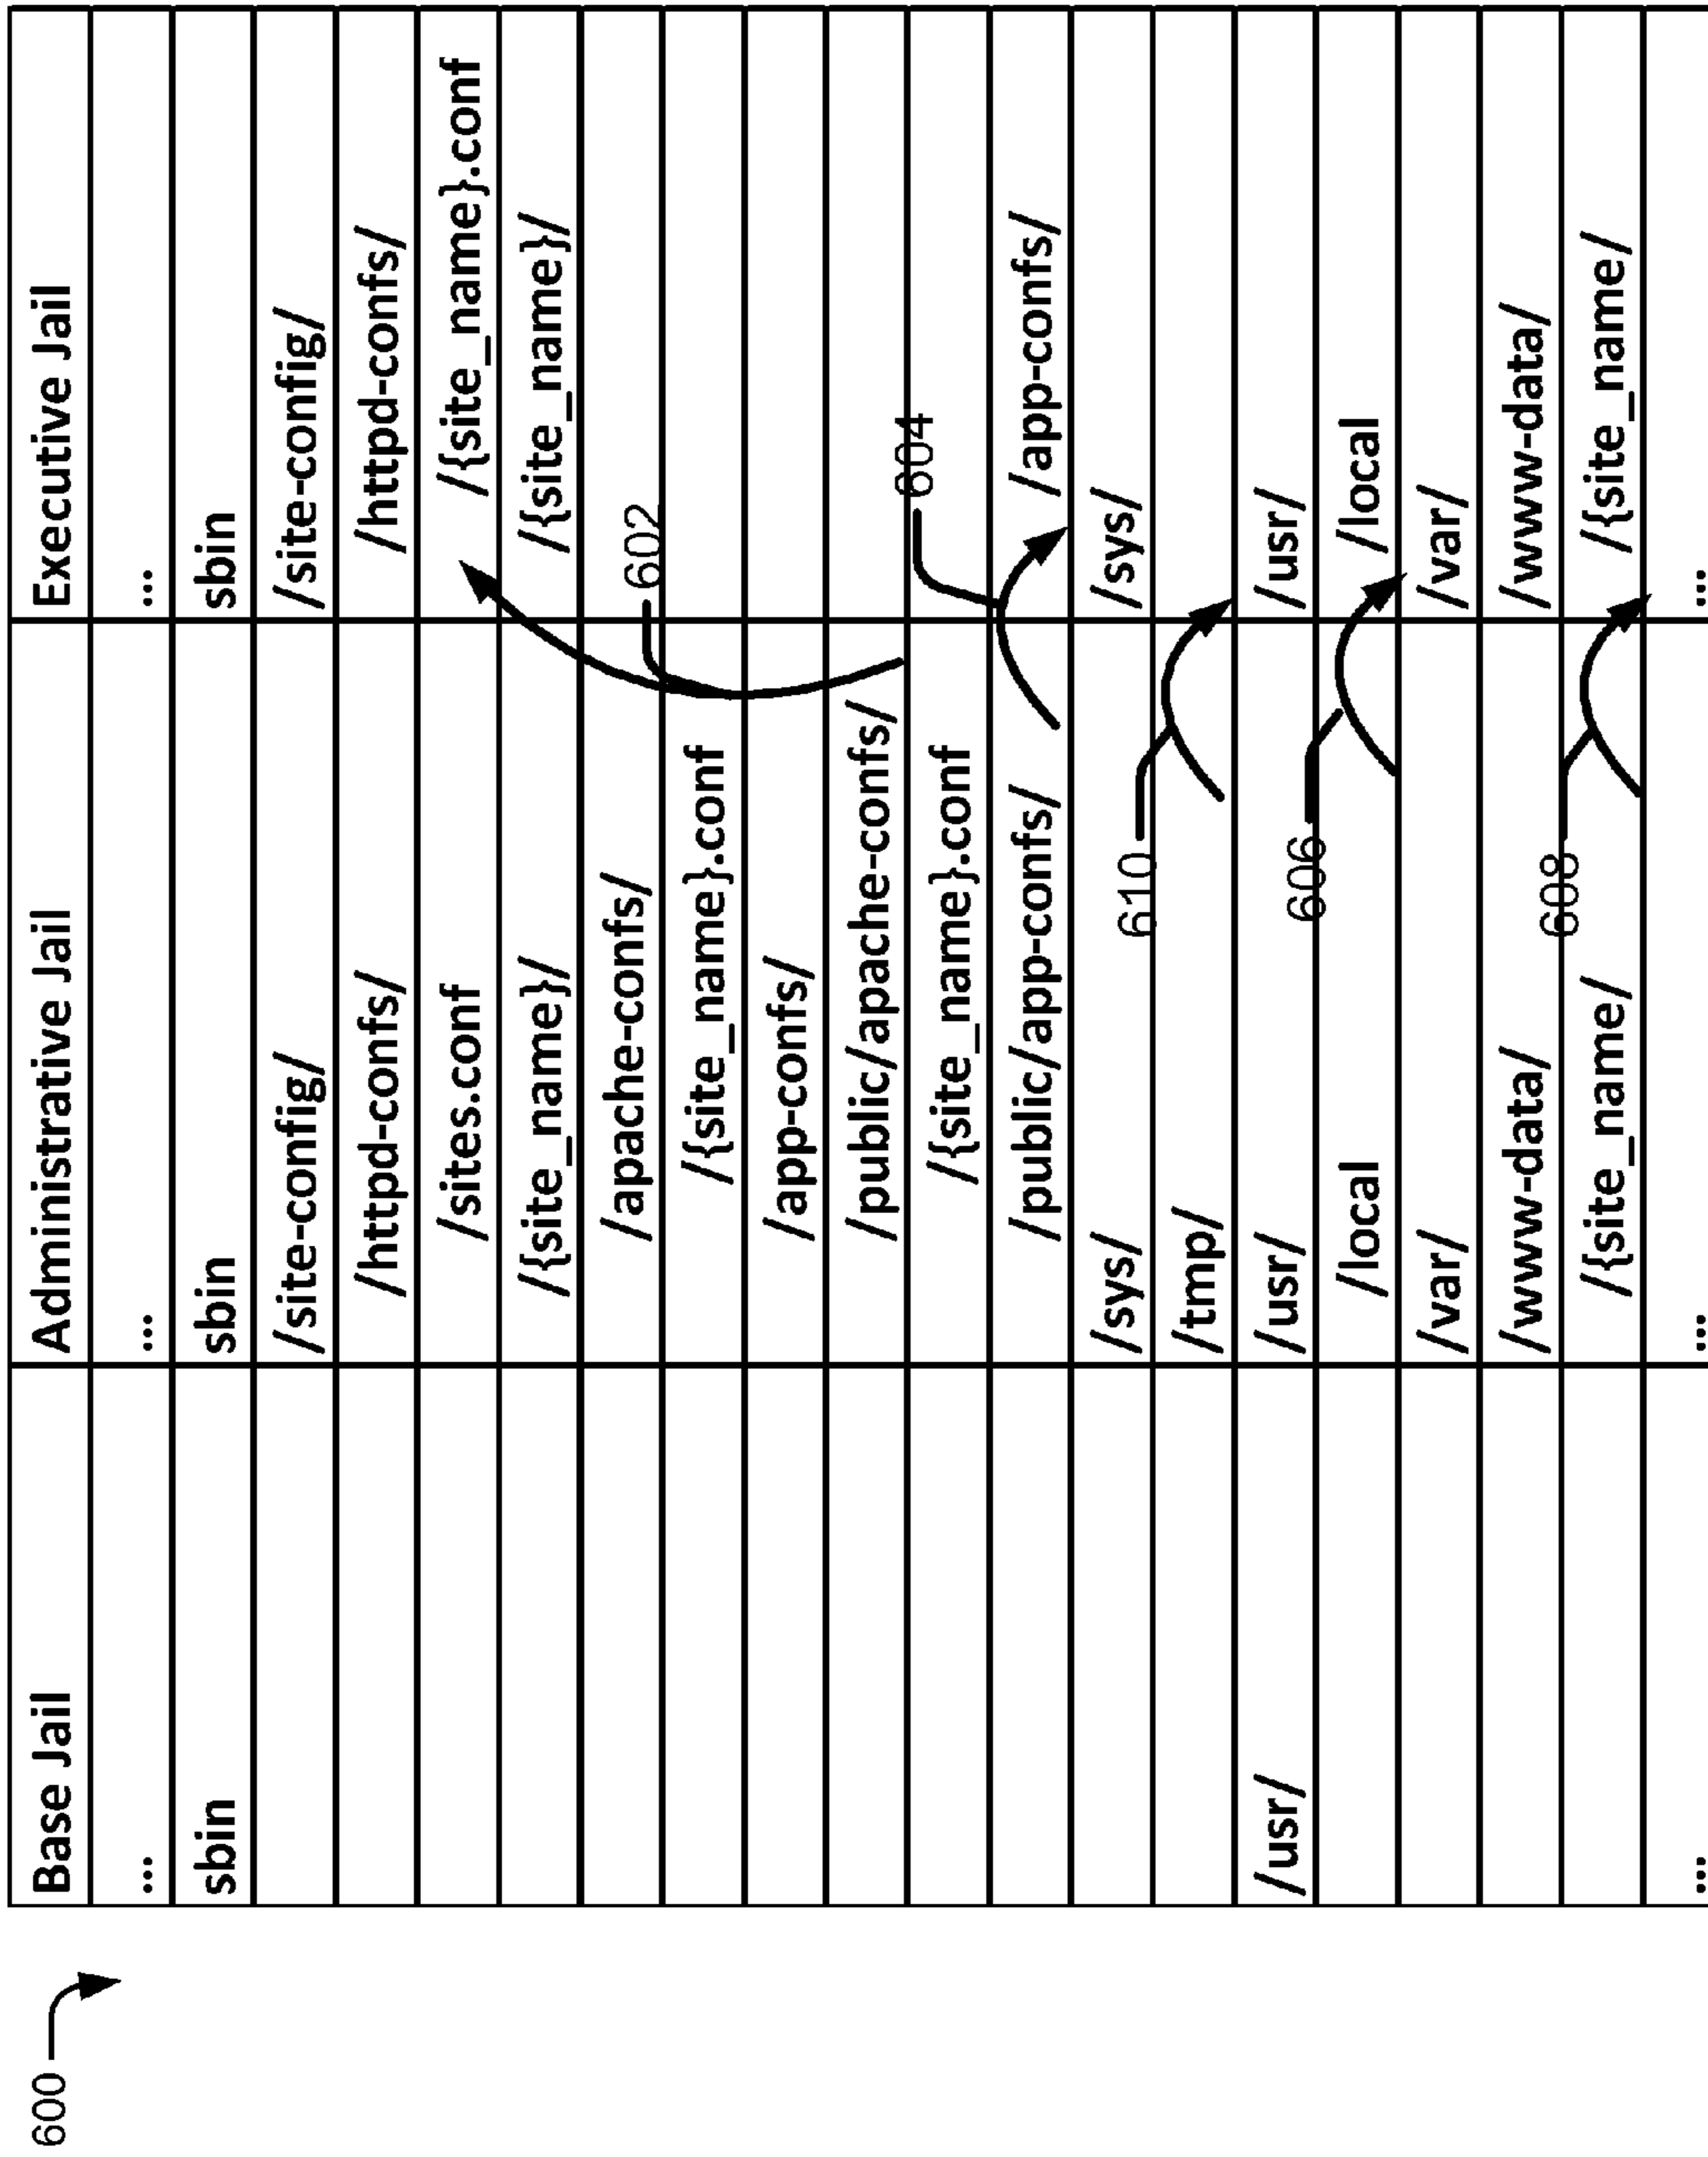 600
Base Jail Administrative Jail Executive Jail
... ... ...
sbin sbin sbin
/site-config/ /site-config/
/httpd-confs/ /httpd-confs/
/sites.conf /{site_name}.conf
/{site_name}/ /{site_name}/
/apache-confs/
602
/{site_name}.conf
/app-confs/
/public/apache-confs/
604
/{site_name}.conf
/public/app-confs/ /app-confs/
/sys/ /sys/
610
/tmp/
/usr/ /usr/ /usr/
606
/local /local
/var/ /var/
/www-data/ /www-data/
608
/{site_name/ /{site_name/
... ... ...